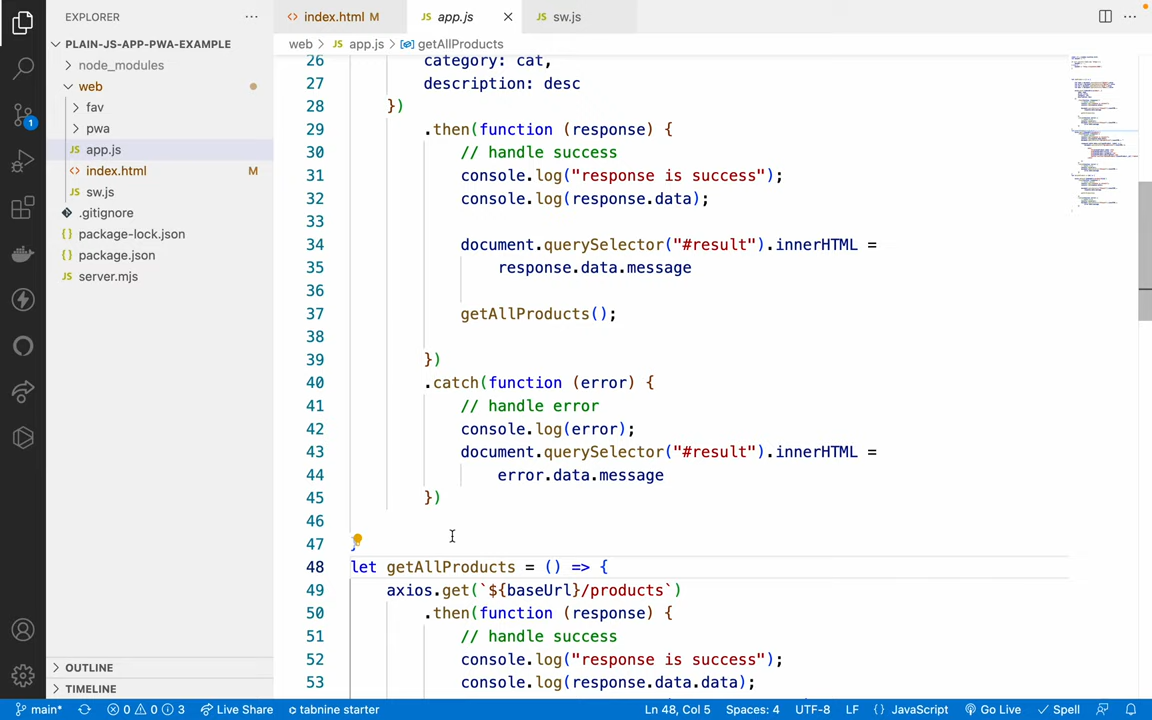 EXPLORER
PLAIN-JS-APP-PWA-EXAMPLE
node_modules
web
fav
pwa
JS app.js
<> index.html M
JS sw.js
.gitignore
{} package-lock.json
{} package.json
JS server.mjs
OUTLINE
TIMELINE
1
<> index.html M
JS app.js
JS sw.js
web > JS app.js > getAllProducts
26 category: cat,
27 description: desc
28 })
29 .then(function (response) {
30 // handle success
31 console.log("response is success");
32 console.log(response.data);
33
34 document.querySelector("#result").innerHTML =
35 response.data.message
36
37 getAllProducts();
38
39 })
40 .catch(function (error) {
41 // handle error
42 console.log(error);
43 document.querySelector("#result").innerHTML =
44 error.data.message
45 })
46
47 }
48 let getAllProducts = () => {
49 axios.get(`${baseUrl}/products`)
50 .then(function (response) {
51 // handle success
52 console.log("response is success");
53 console.log(response.data.data);
main* 0 0 3 Live Share tabnine starter Ln 48, Col 5 Spaces: 4 UTF-8 LF {} JavaScript Go Live Spell